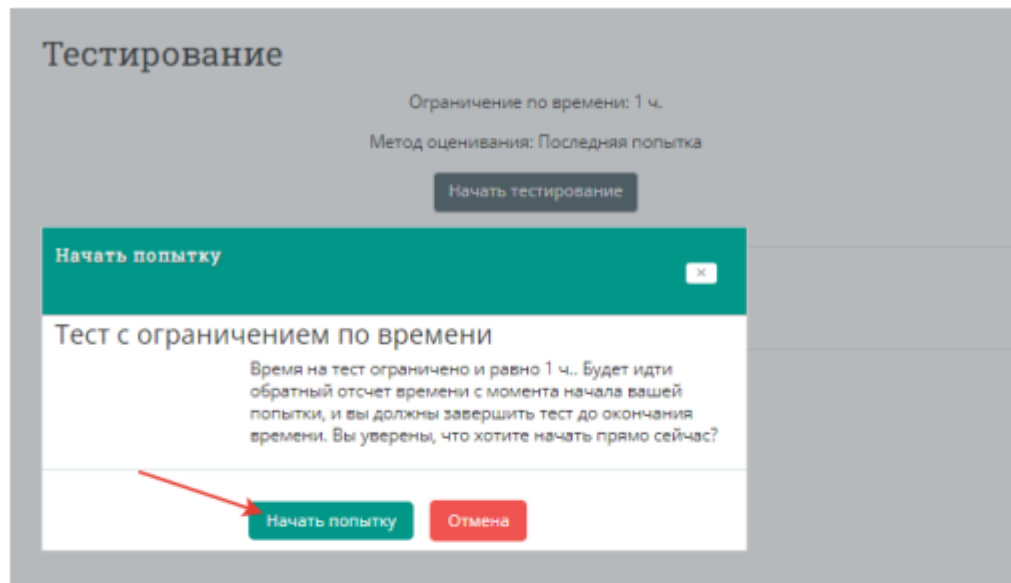 Тестирование
Ограничение по времени: 1 ч.
Метод оценивания: Последняя попытка
Начать тестирование
Начать попытку
×
Тест с ограничением по времени
Время на тест ограничено и равно 1 ч.. Будет идти
обратный отсчет времени с момента начала вашей
попытки, и вы должны завершить тест до окончания
времени. Вы уверены, что хотите начать прямо сейчас?
Начать попытку
Отмена